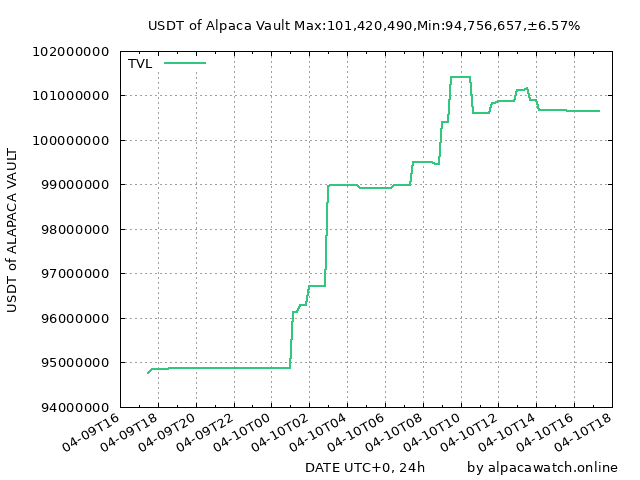 USDT of Alpaca Vault Max:101,420,490,Min:94,756,657,±6.57%
TVL
102000000
101000000
100000000
99000000
98000000
97000000
96000000
95000000
94000000
USDT of ALAPACA VAULT
04-09T16
04-09T18
04-09T20
04-09T22
04-10T00
04-10T02
04-10T04
04-10T06
04-10T08
04-10T10
04-10T12
04-10T14
04-10T16
04-10T18
DATE UTC+0, 24h
by alpacawatch.online